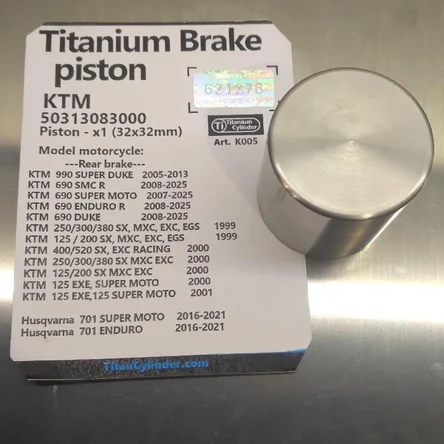 Titanium Brake
piston
KTM
50313083000
Piston - x1 (32x32mm)
621278
Ti Titanium Cylinder
Art. K005
Model motorcycle:
---Rear brake---
KTM 990 SUPER DUKE 2005-2013
KTM 690 SMC R 2008-2025
KTM 690 SUPER MOTO 2007-2025
KTM 690 ENDURO R 2008-2025
KTM 690 DUKE 2008-2025
KTM 250/300/380 SX, MXC, EXC, EGS 1999
KTM 125 / 200 SX, MXC, EXC, EGS 1999
KTM 400/520 SX, EXC RACING 2000
KTM 250/300/380 SX MXC EXC 2000
KTM 125/200 SX MXC EXC 2000
KTM 125 EXE, SUPER MOTO 2000
KTM 125 EXE,125 SUPER MOTO 2001
Husqvarna 701 SUPER MOTO 2016-2021
Husqvarna 701 ENDURO 2016-2021
TitanCylinder.com